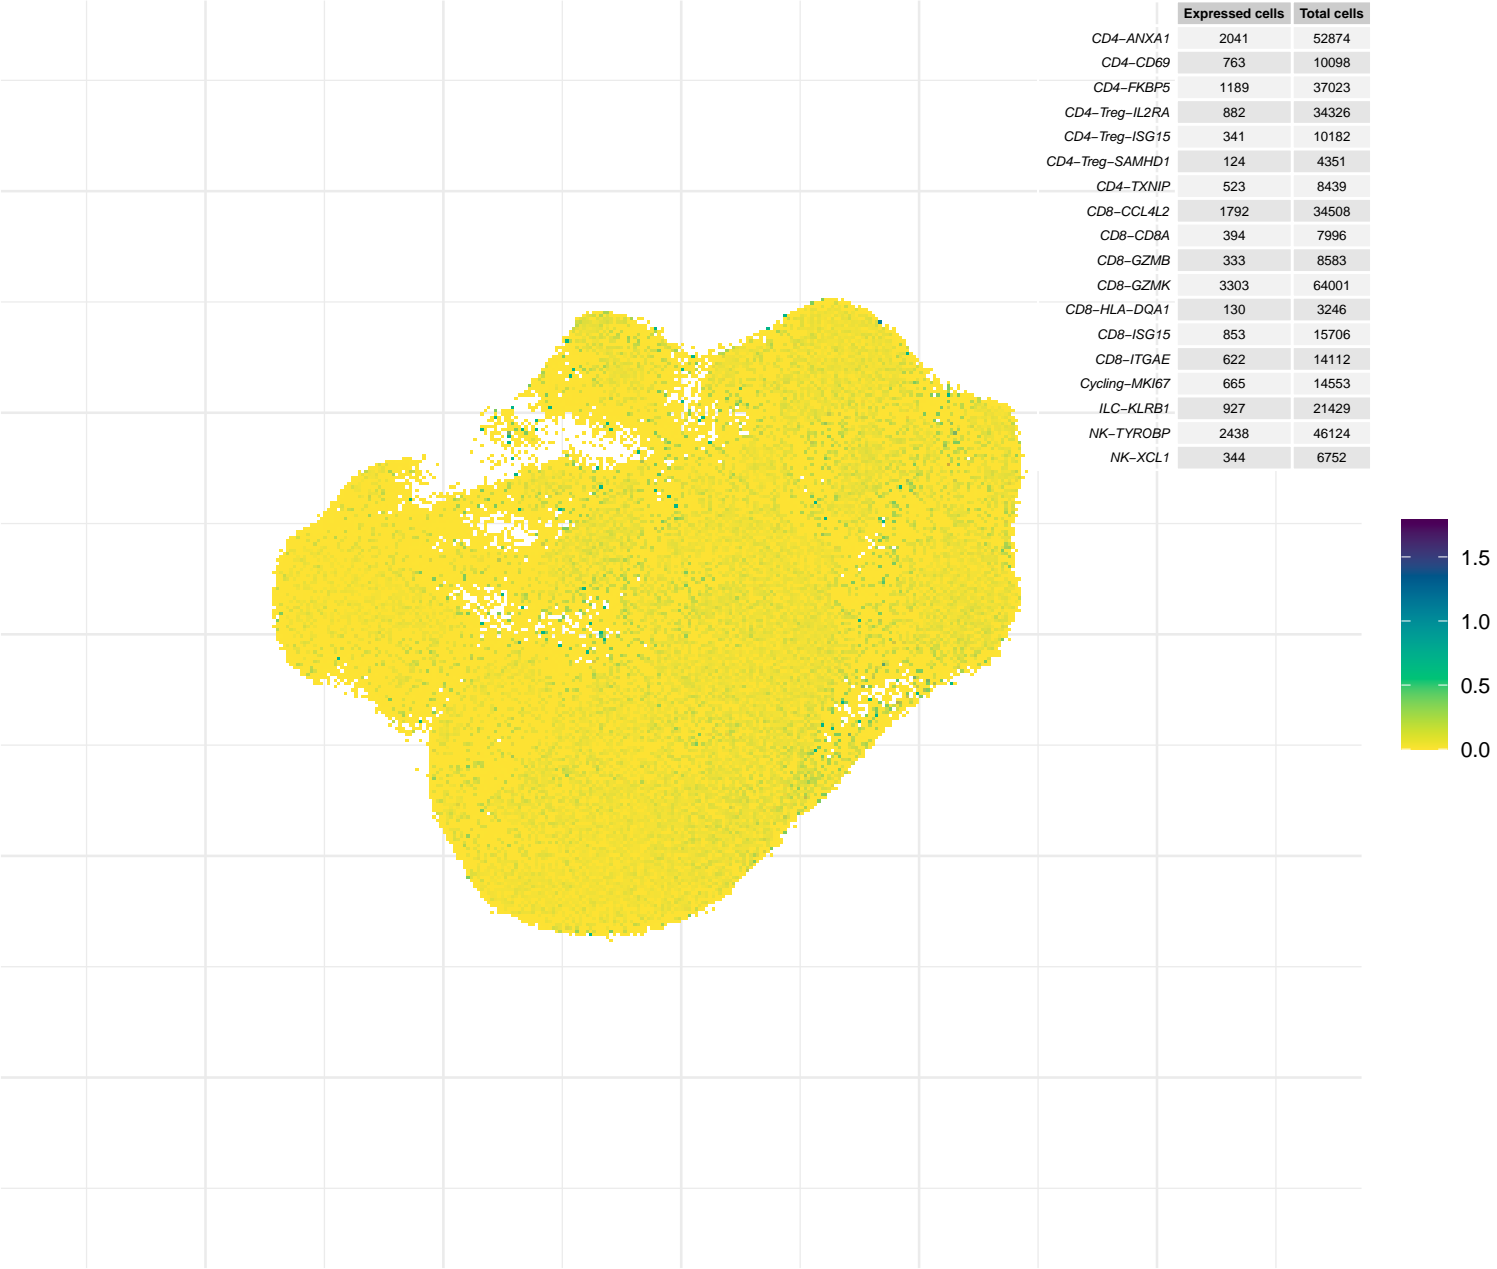 Expressed cells Total cells
CD4−ANXA1 2041 52874
CD4−CD69 763 10098
CD4−FKBP5 1189 37023
CD4−Treg−IL2RA 882 34326
CD4−Treg−ISG15 341 10182
CD4−Treg−SAMHD1 124 4351
CD4−TXNIP 523 8439
CD8−CCL4L2 1792 34508
CD8−CD8A 394 7996
CD8−GZMB 333 8583
CD8−GZMK 3303 64001
CD8−HLA−DQA1 130 3246
CD8−ISG15 853 15706
CD8−ITGAE 622 14112
Cycling−MKI67 665 14553
ILC−KLRB1 927 21429
NK−TYROBP 2438 46124
NK−XCL1 344 6752
1.5
1.0
0.5
0.0